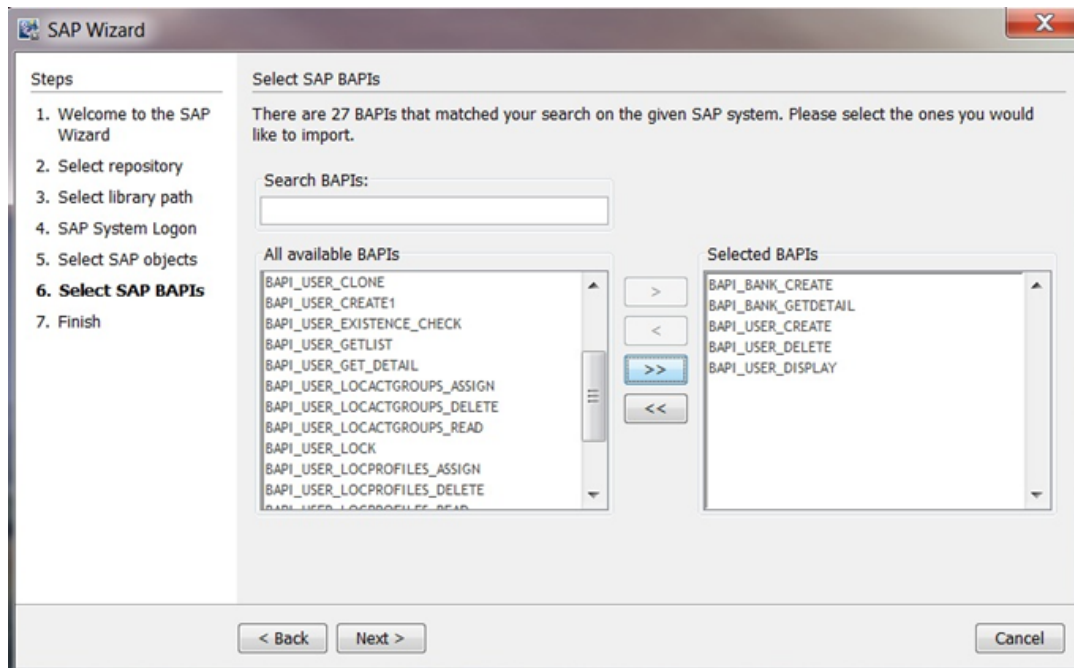 SAP Wizard
X
Steps
1. Welcome to the SAP
Wizard
2. Select repository
3. Select library path
4. SAP System Logon
5. Select SAP objects
6. Select SAP BAPIs
7. Finish
Select SAP BAPIs
There are 27 BAPIs that matched your search on the given SAP system. Please select the ones you would
like to import.
Search BAPIs:
All available BAPIs
BAPI_USER_CLONE
BAPI_USER_CREATE1
BAPI_USER_EXISTENCE_CHECK
BAPI_USER_GETLIST
BAPI_USER_GET_DETAIL
BAPI_USER_LOCACTGROUPS_ASSIGN
BAPI_USER_LOCACTGROUPS_DELETE
BAPI_USER_LOCACTGROUPS_READ
BAPI_USER_LOCK
BAPI_USER_LOCPROFILES_ASSIGN
BAPI_USER_LOCPROFILES_DELETE
BAPI_USER_LOCPROFILES_READ
>
<
>>
<<
Selected BAPIs
BAPI_BANK_CREATE
BAPI_BANK_GETDETAIL
BAPI_USER_CREATE
BAPI_USER_DELETE
BAPI_USER_DISPLAY
< Back
Next >
Cancel